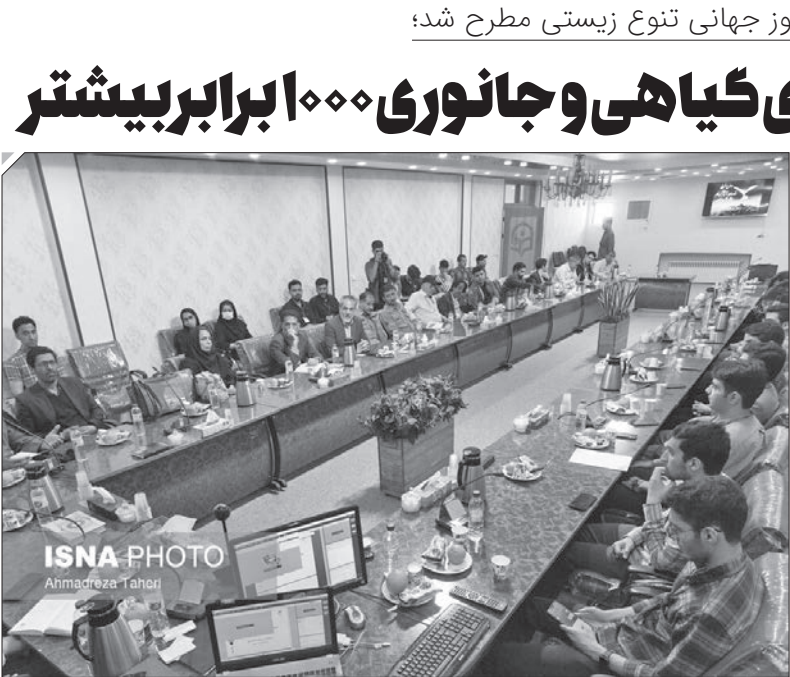 وز جهانی تنوع زیستی مطرح شد؛
ی گیاهی و جانوری ۱۰۰۰ برابر بیشتر
ISNA PHOTO
Ahmadreza Taheri